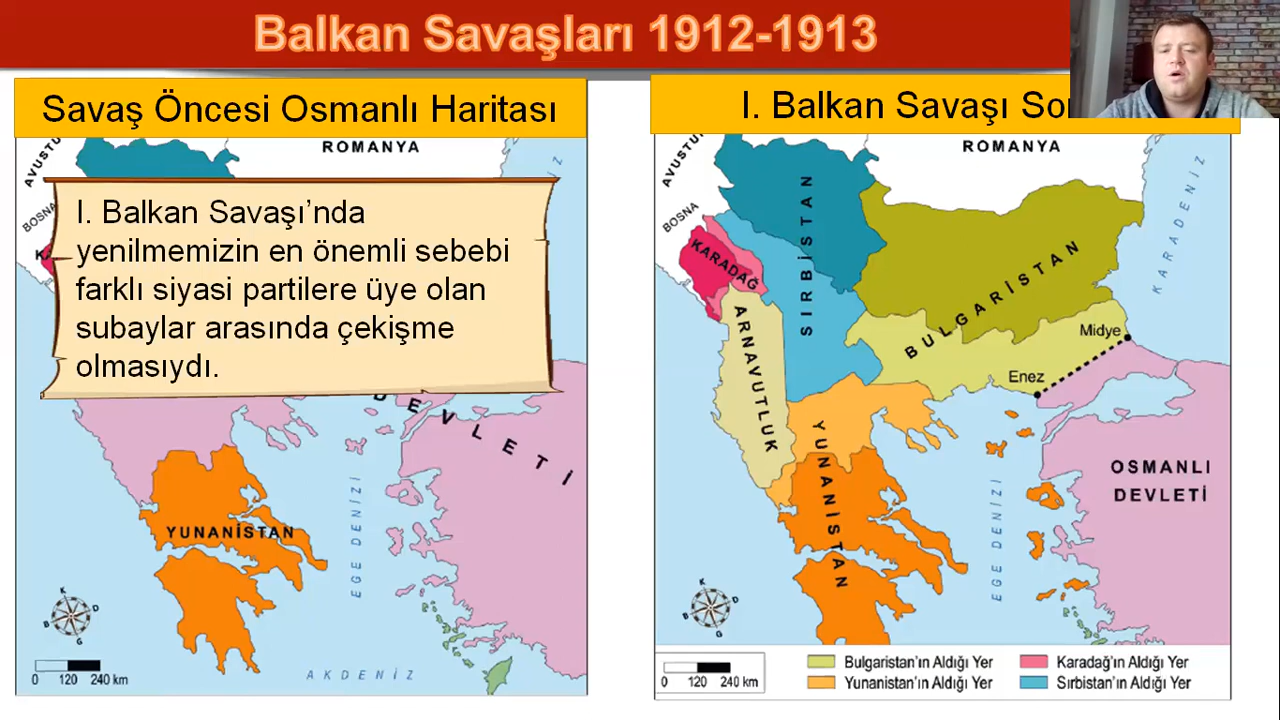 Balkan Savaşları 1912-1913
Savaş Öncesi Osmanlı Haritası
I. Balkan Savaşı So
ROMANYA
BOSNA
I. Balkan Savaşı’nda
yenilmemizin en önemli sebebi
farklı siyasi partilere üye olan
subaylar arasında çekişme
olmasıydı.
DEVLETİ
YUNANİSTAN
EGE DENİZİ
AKDENİZ
K
D
B
G
0 120 240 km
ROMANYA
AVUSTU
BOSNA
KARADAĞ
SIRBİSTAN
BULGARİSTAN
KARADENİZ
ARNAVUTLUK
Midye
Enez
YUNANİSTAN
OSMANLI
DEVLETİ
EGE DENİZİ
K
D
B
G
0 120 240 km
Bulgaristan’ın Aldığı Yer
Karadağ’ın Aldığı Yer
Yunanistan’ın Aldığı Yer
Sırbistan’ın Aldığı Yer